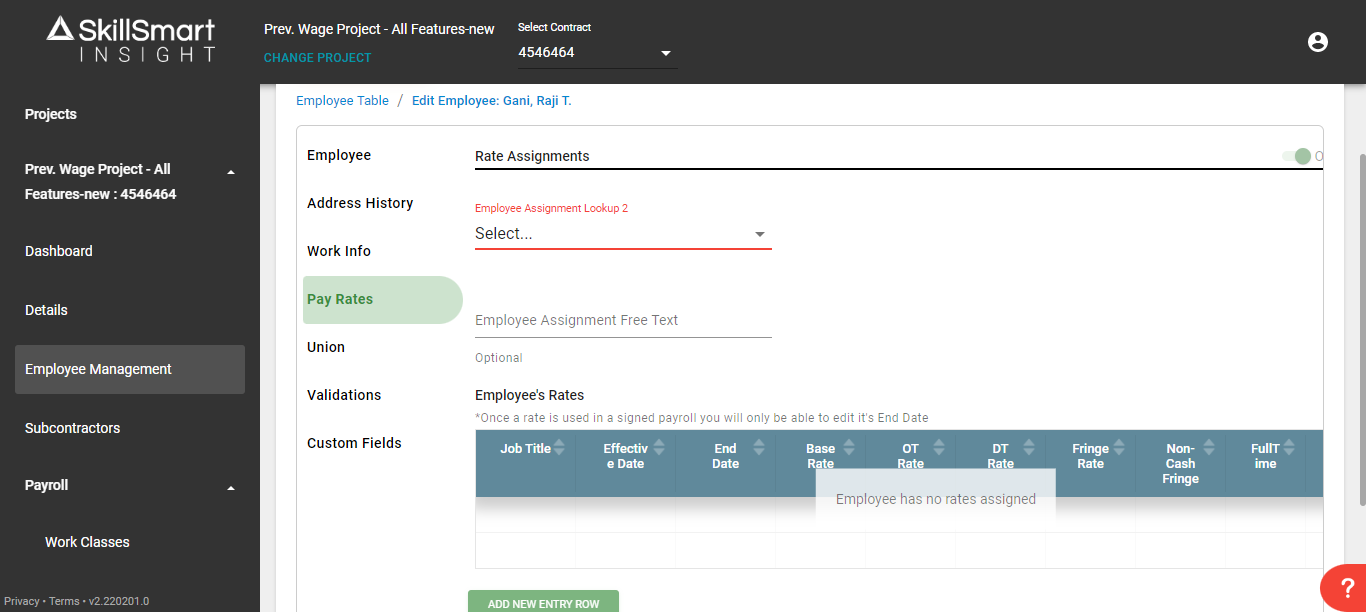 SkillSmart
INSIGHT
Prev. Wage Project - All Features-new
CHANGE PROJECT
Select Contract
4546464
Projects
Prev. Wage Project - All
Features-new : 4546464
Dashboard
Details
Employee Management
Subcontractors
Payroll
Work Classes
Privacy • Terms • v2.220201.0
Employee Table / Edit Employee: Gani, Raji T.
Employee
Address History
Work Info
Pay Rates
Union
Validations
Custom Fields
Rate Assignments
Employee Assignment Lookup 2
Select...
Employee Assignment Free Text
Optional
Employee's Rates
*Once a rate is used in a signed payroll you will only be able to edit it's End Date
Job Title
Effectiv
e Date
End
Date
Base
Rate
OT
Rate
DT
Rate
Fringe
Rate
Non-
Cash
Fringe
FullT
ime
Employee has no rates assigned
ADD NEW ENTRY ROW
?